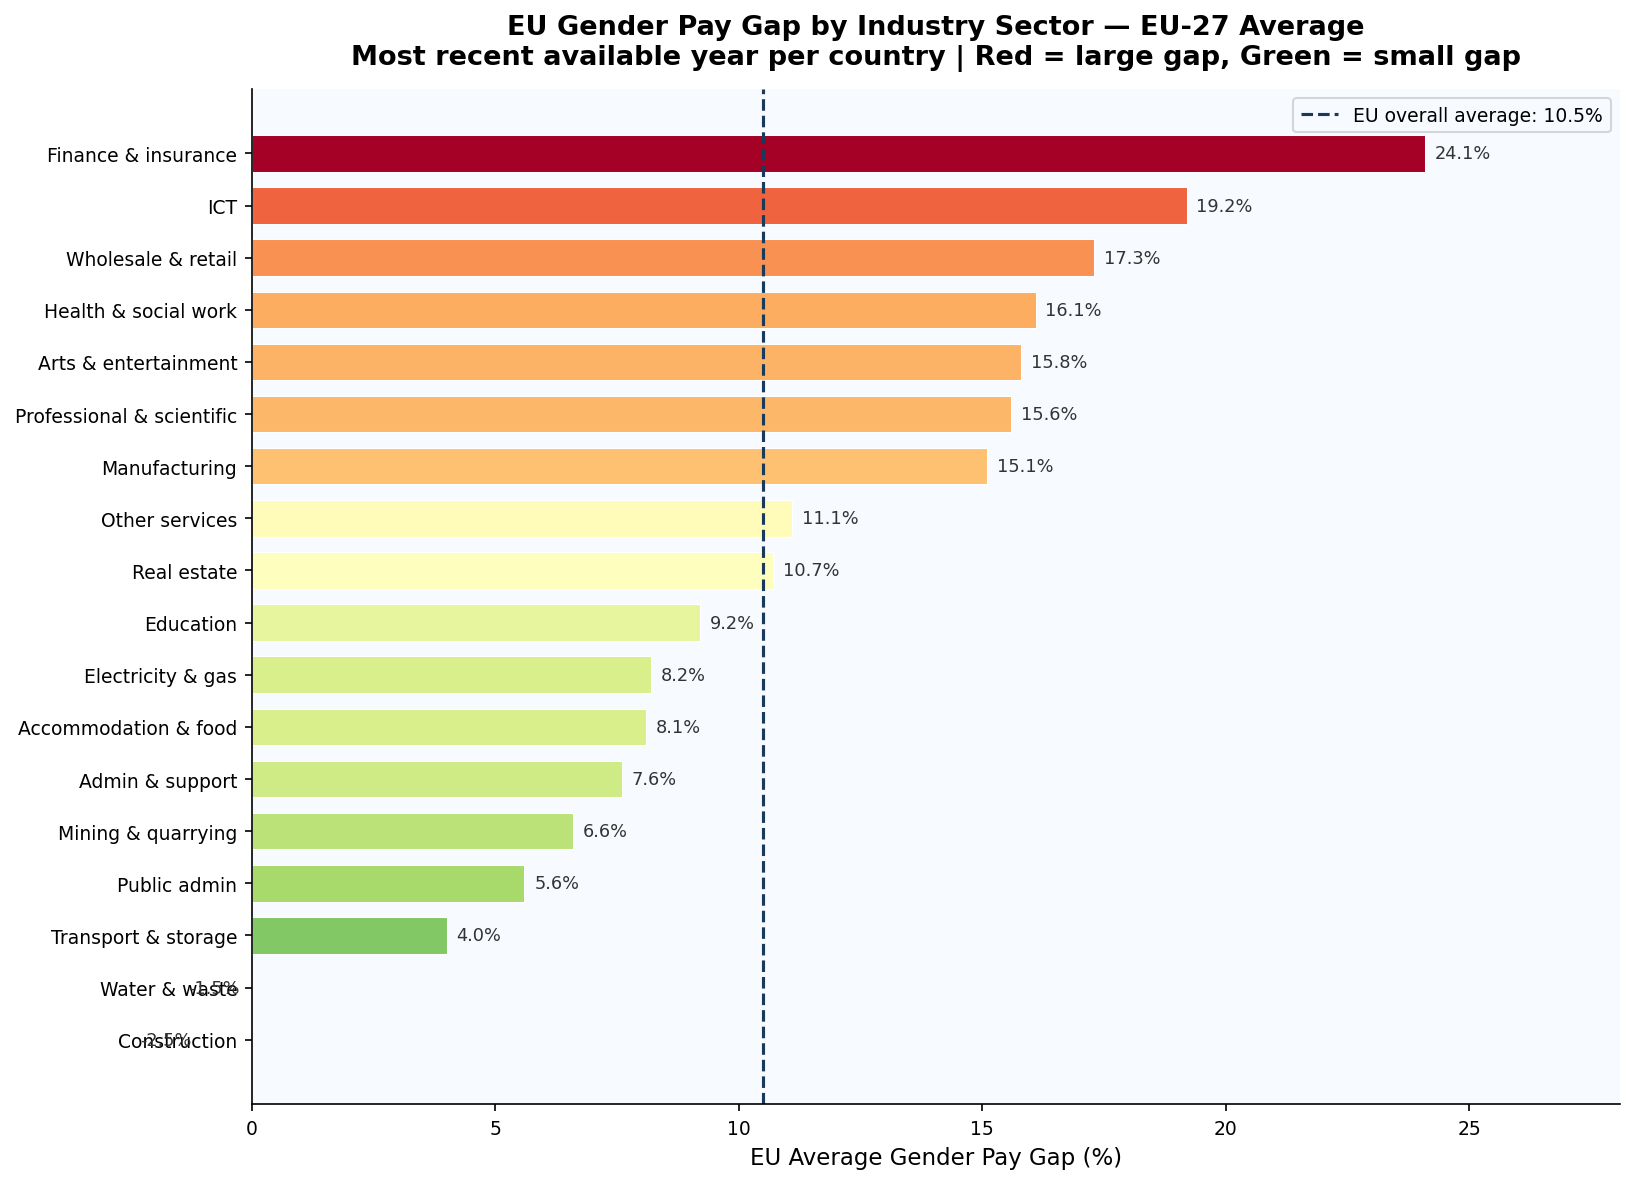 EU Gender Pay Gap by Industry Sector — EU-27 Average
Most recent available year per country | Red = large gap, Green = small gap
EU overall average: 10.5%
Finance & insurance 24.1%
ICT 19.2%
Wholesale & retail 17.3%
Health & social work 16.1%
Arts & entertainment 15.8%
Professional & scientific 15.6%
Manufacturing 15.1%
Other services 11.1%
Real estate 10.7%
Education 9.2%
Electricity & gas 8.2%
Accommodation & food 8.1%
Admin & support 7.6%
Mining & quarrying 6.6%
Public admin 5.6%
Transport & storage 4.0%
Water & waste -1.5%
Construction -2.5%
0 5 10 15 20 25
EU Average Gender Pay Gap (%)